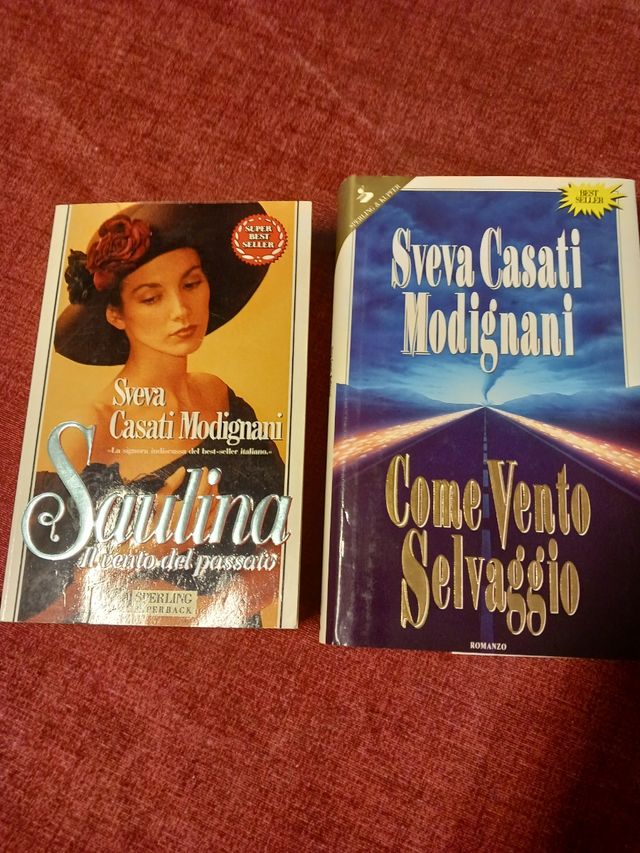 SUPER
BEST
SELLER
Sveva
Casati Modignani
«La signora indiscussa del best-seller italiano.»
Saulina
Il vento del passato
SPERLING
PAPERBACK
SPERLING & KUPFER
BEST
SELLER
Sveva Casati
Modignani
Come Vento
Selvaggio
ROMANZO